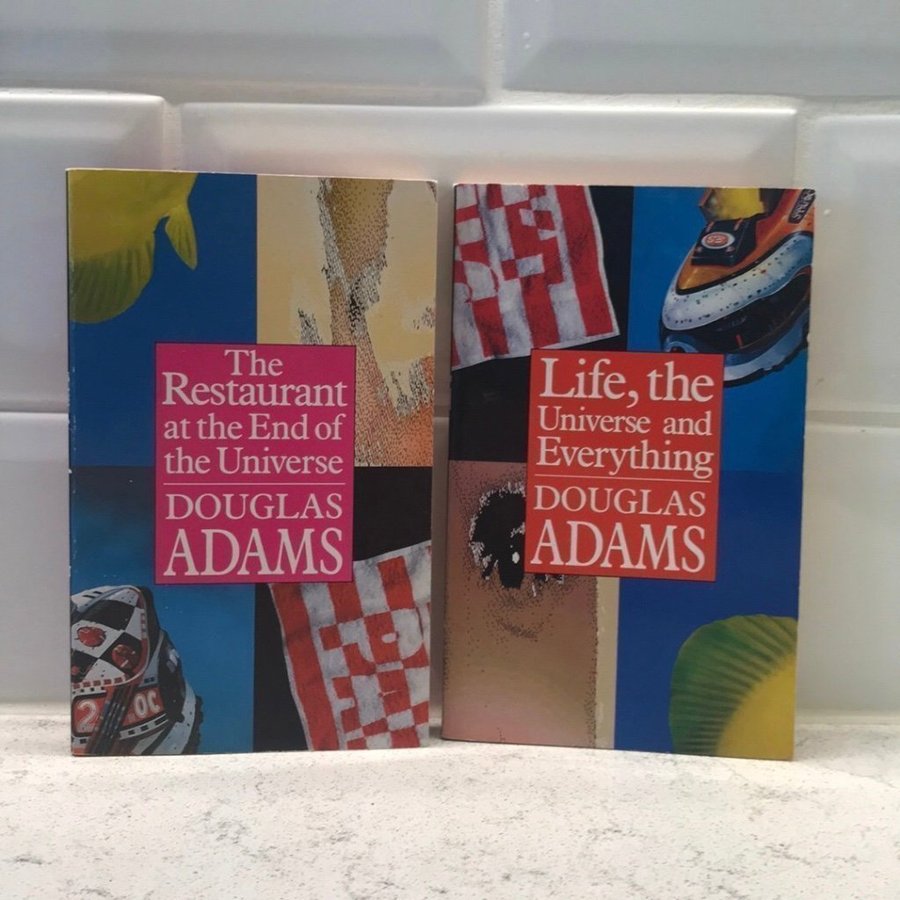 The
Restaurant
at the End of
the Universe
DOUGLAS
ADAMS
Life, the
Universe and
Everything
DOUGLAS
ADAMS